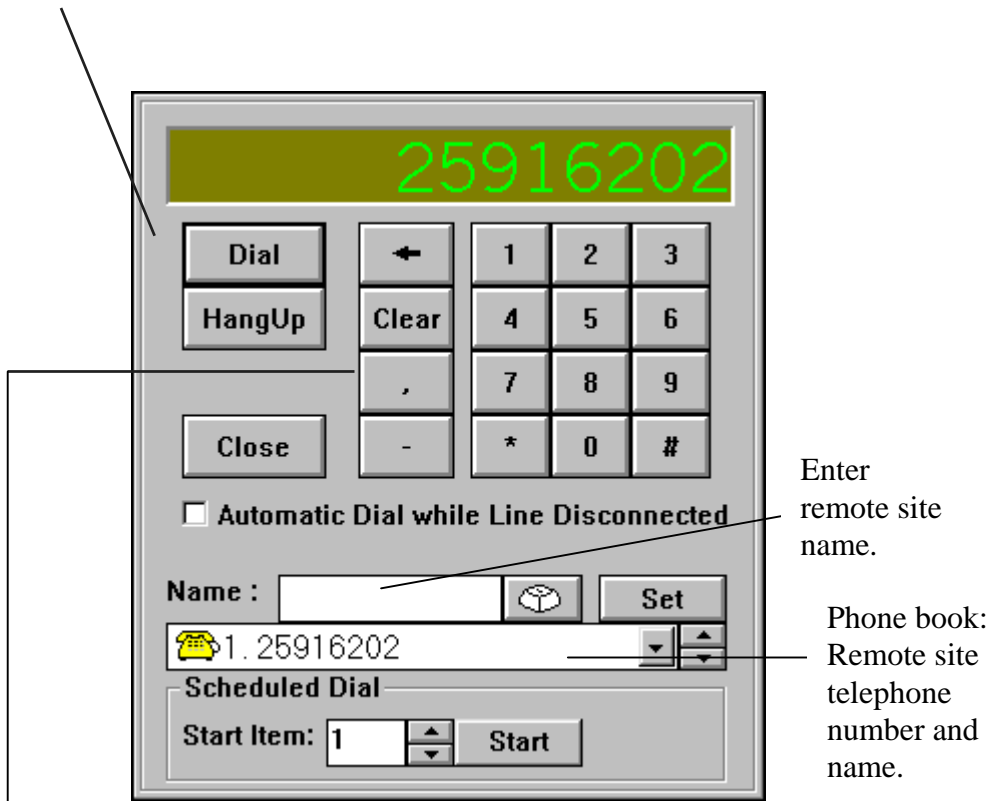 25916202
Dial
←
1
2
3
HangUp
Clear
4
5
6
,
7
8
9
Close
-
*
0
#
Automatic Dial while Line Disconnected
Name :
Set
1. 25916202
Scheduled Dial
Start Item: 1
Start
Enter
remote site
name.
Phone book:
Remote site
telephone
number and
name.